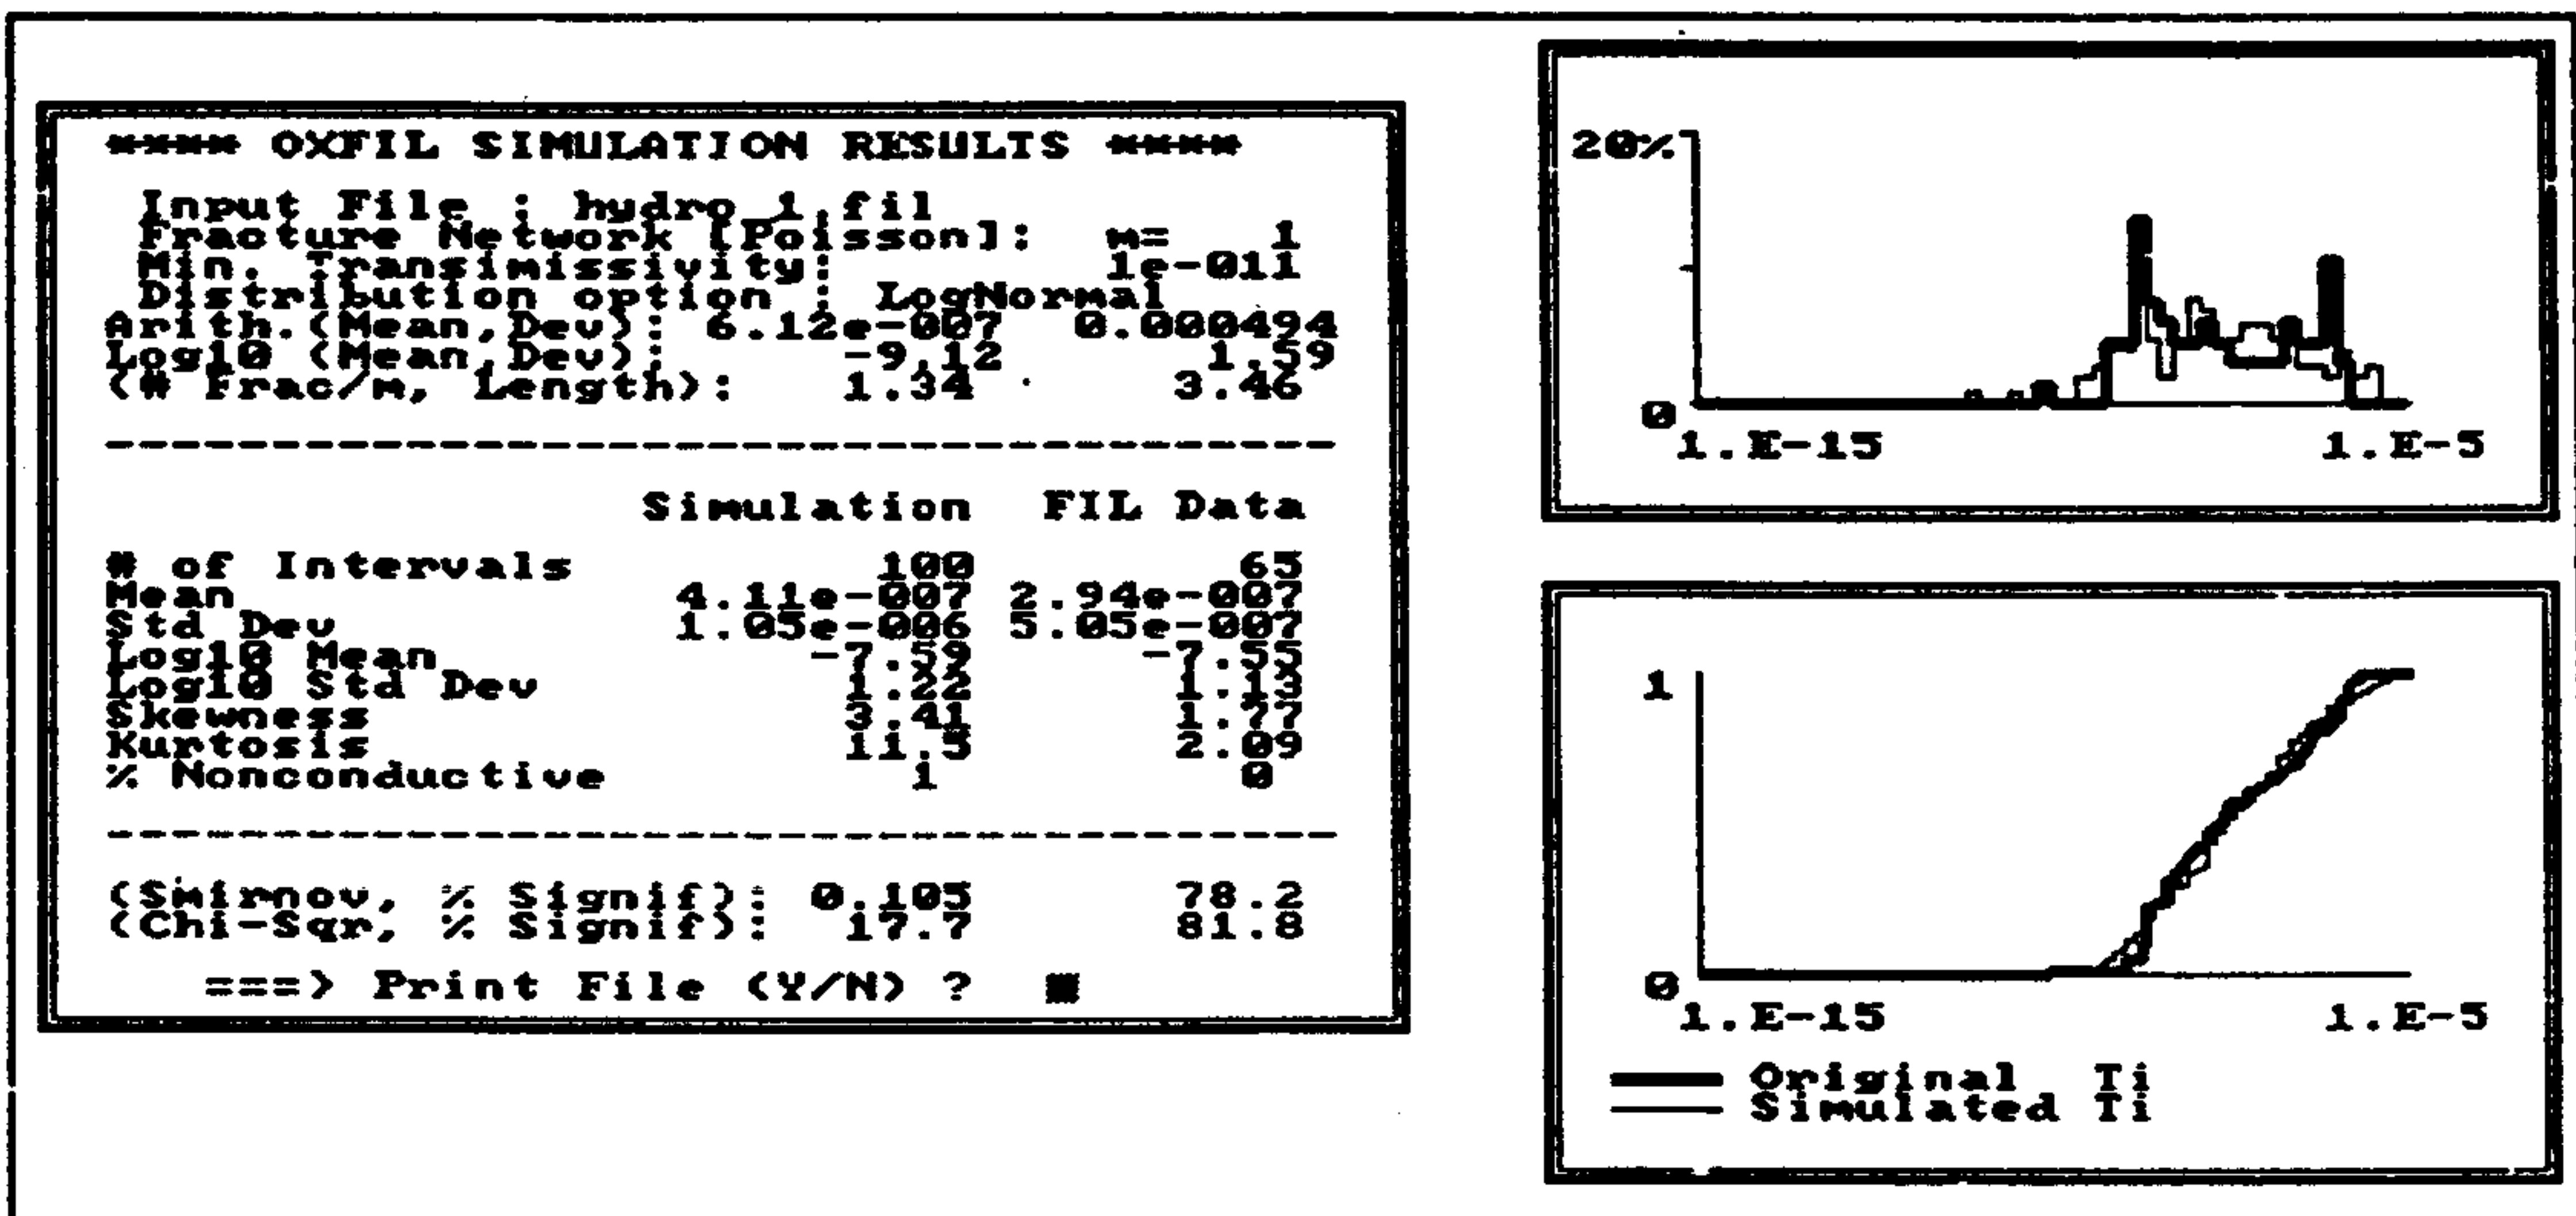 **** OXFIL SIMULATION RESULTS ****
Input File : hydro_1.fil
Fracture Network [Poisson]: m= 1
Min. Transimissivity: 1e-011
Distribution option : LogNormal
Arith.(Mean,Dev): 6.12e-007 0.000494
Log10 (Mean,Dev): -9.12 1.59
(# Frac/m, Length): 1.34 3.46
--------------------------------------
Simulation FIL Data
# of Intervals 100 65
Mean 4.11e-007 2.94e-007
Std Dev 1.05e-006 5.05e-007
Log10 Mean -7.59 -7.55
Log10 Std Dev 1.22 1.13
Skewness 3.41 1.77
Kurtosis 11.5 2.09
% Nonconductive 1 0
--------------------------------------
(Smirnov, % Signif): 0.105 78.2
(Chi-Sqr, % Signif): 17.7 81.8
===> Print File (Y/N) ?
20%
0
1.E-15 1.E-5
1
0
1.E-15 1.E-5
Original Ti
Simulated Ti